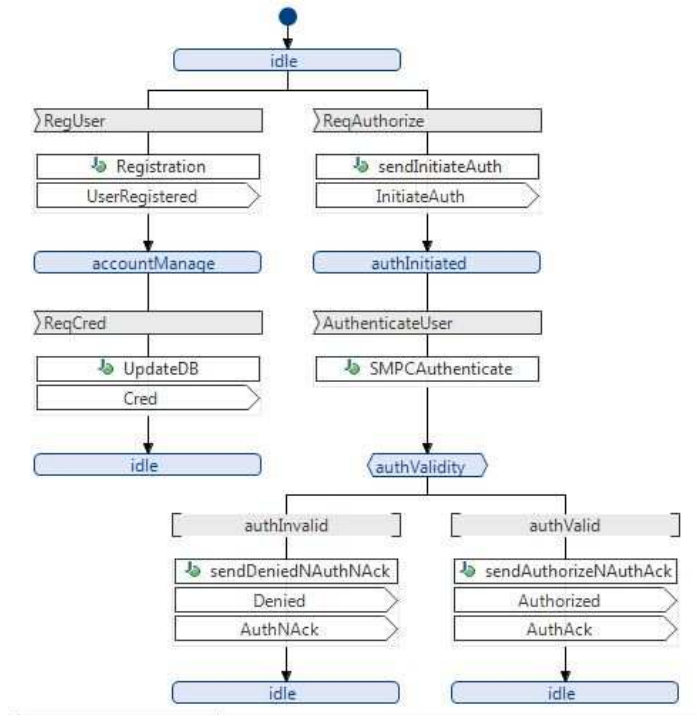 idle
RegUser
ReqAuthorize
Registration
sendInitiateAuth
UserRegistered
InitiateAuth
accountManage
authInitiated
ReqCred
AuthenticateUser
UpdateDB
SMPCAuthenticate
Cred
idle
authValidity
authInvalid
authValid
sendDeniedNAuthNAck
sendAuthorizeNAuthAck
Denied
Authorized
AuthNAck
AuthAck
idle
idle